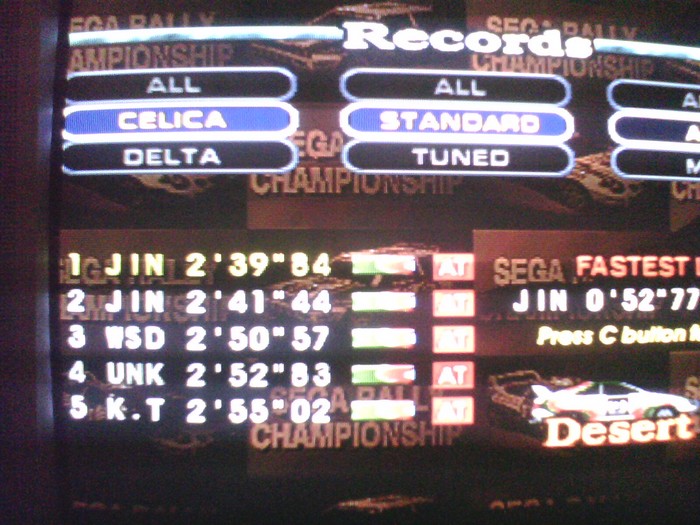 Records
ALL ALL
CELICA STANDARD
DELTA TUNED
SEGA RALLY
CHAMPIONSHIP
1 JIN 2'39"84 AT
2 JIN 2'41"44 AT
3 WSD 2'50"57 AT
4 UNK 2'52"83 AT
5 K.T 2'55"02 AT
FASTEST
JIN 0'52"77
Press C button
Desert